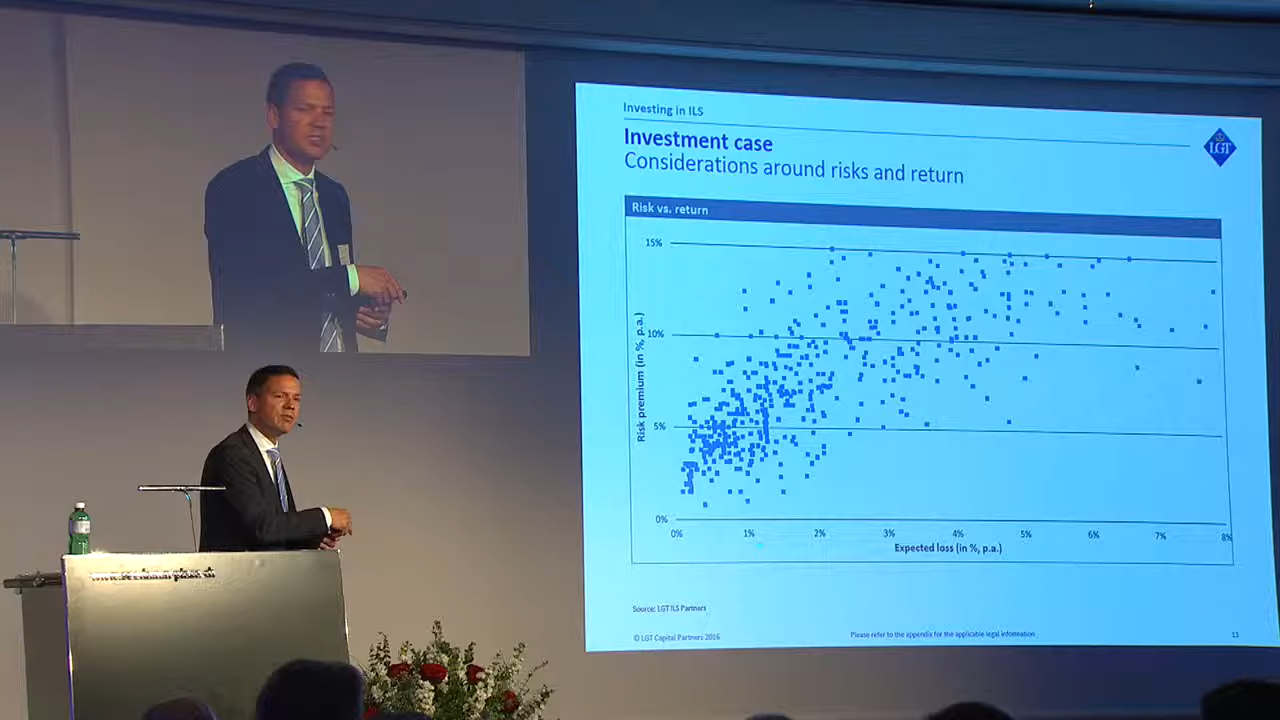 Investing in ILS
Investment case
Considerations around risks and return
LGT
Risk vs. return
15%
10%
5%
0%
Risk premium (in % p.a.)
0% 1% 2% 3% 4% 5% 6% 7% 8%
Expected loss (in %, p.a.)
Source: LGT ILS Partners
© LGT Capital Partners 2016
Please refer to the appendix for the applicable legal information
13